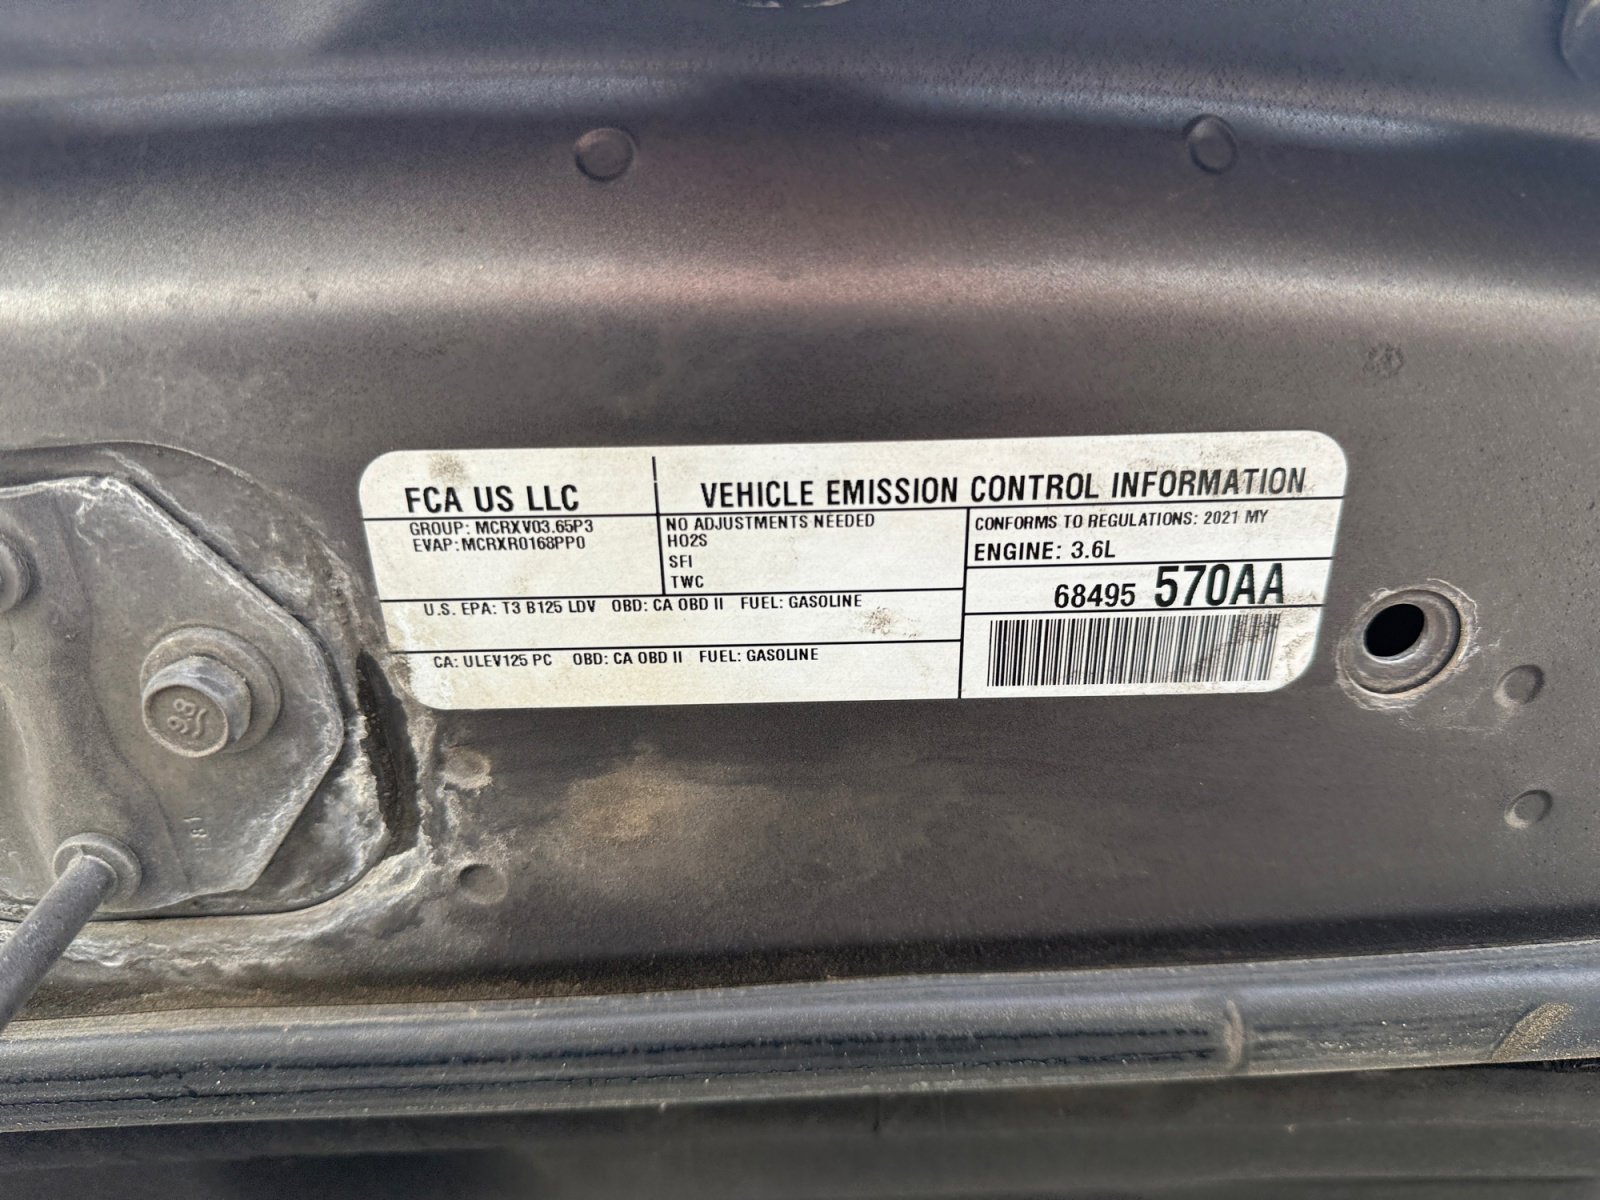 FCA US LLC
VEHICLE EMISSION CONTROL INFORMATION
GROUP: MCRXV03.65P3
EVAP: MCRXR0168PP0
NO ADJUSTMENTS NEEDED
HO2S
SFI
TWC
CONFORMS TO REGULATIONS: 2021 MY
ENGINE: 3.6L
68495 570AA
U.S. EPA: T3 B125 LDV OBD: CA OBD II FUEL: GASOLINE
CA: ULEV125 PC OBD: CA OBD II FUEL: GASOLINE
9.8